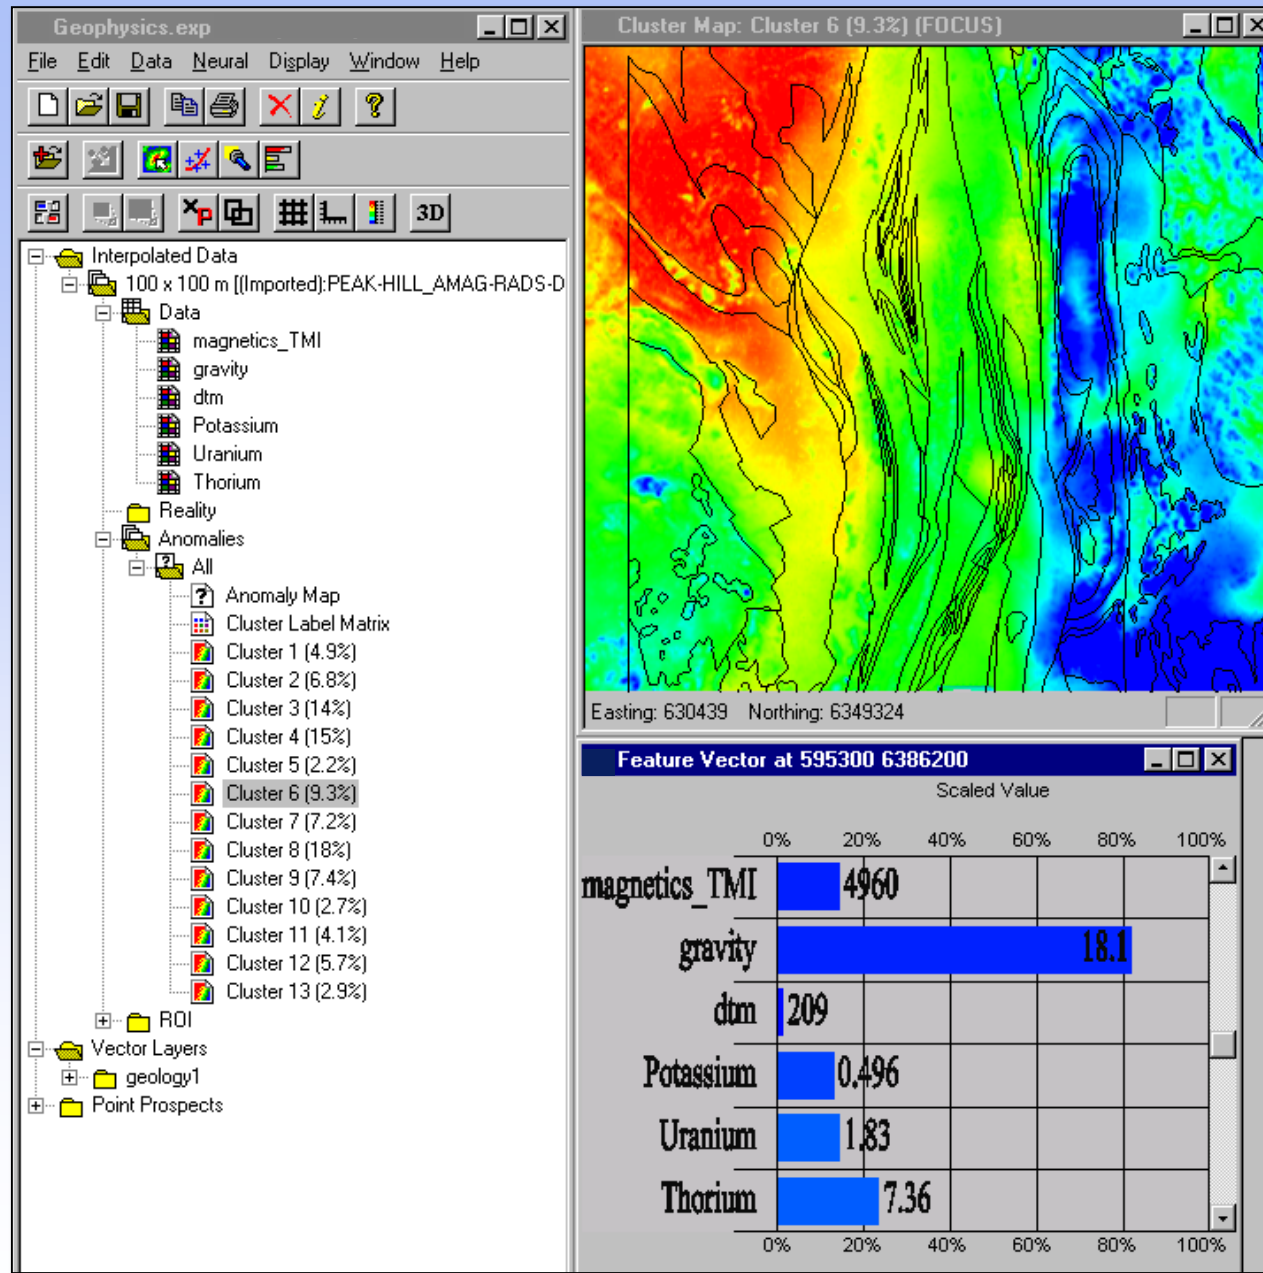 Geophysics.exp
File Edit Data Neural Display Window Help
3D
Interpolated Data
100 x 100 m [(Imported):PEAK-HILL_AMAG-RADS-D
Data
magnetics_TMI
gravity
dtm
Potassium
Uranium
Thorium
Reality
Anomalies
All
Anomaly Map
Cluster Label Matrix
Cluster 1 (4.9%)
Cluster 2 (6.8%)
Cluster 3 (14%)
Cluster 4 (15%)
Cluster 5 (2.2%)
Cluster 6 (9.3%)
Cluster 7 (7.2%)
Cluster 8 (18%)
Cluster 9 (7.4%)
Cluster 10 (2.7%)
Cluster 11 (4.1%)
Cluster 12 (5.7%)
Cluster 13 (2.9%)
ROI
Vector Layers
geology1
Point Prospects
Cluster Map: Cluster 6 (9.3%) (FOCUS)
Easting: 630439 Northing: 6349324
Feature Vector at 595300 6386200
Scaled Value
0% 20% 40% 60% 80% 100%
magnetics_TMI 4960
gravity 18.1
dtm 209
Potassium 0.496
Uranium 1.83
Thorium 7.36
0% 20% 40% 60% 80% 100%